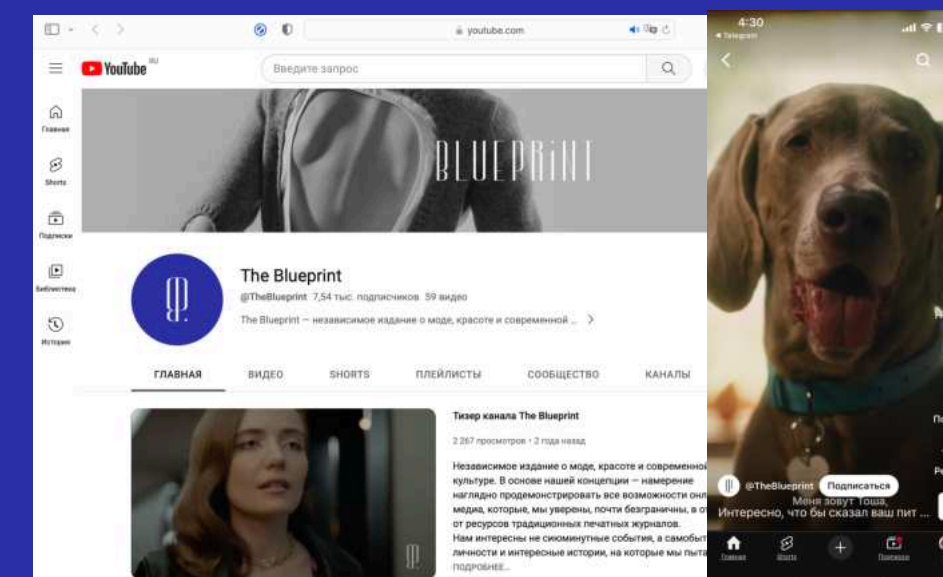 youtube.com
YouTube RU
Введите запрос
Главная
Shorts
Подписки
Библиотека
История
BLUEPRiNT
The Blueprint
@TheBlueprint 7,54 тыс. подписчиков 59 видео
The Blueprint — независимое издание о моде, красоте и современной ...
ГЛАВНАЯ ВИДЕО SHORTS ПЛЕЙЛИСТЫ СООБЩЕСТВО КАНАЛЫ
Тизер канала The Blueprint
2 267 просмотров • 2 года назад
Независимое издание о моде, красоте и современной
культуре. В основе нашей концепции — намерение
наглядно продемонстрировать все возможности онл
медиа, которые, мы уверены, почти безграничны, в о
от ресурсов традиционных печатных журналов.
Нам интересны не сиюминутные события, а самобыт
личности и интересные истории, на которые мы пыта
ПОДРОБНЕЕ...
4:30
Telegram
@TheBlueprint Подписаться
Меня зовут Тоша,
Интересно, что бы сказал ваш пит ...
Главная Shorts Подписки